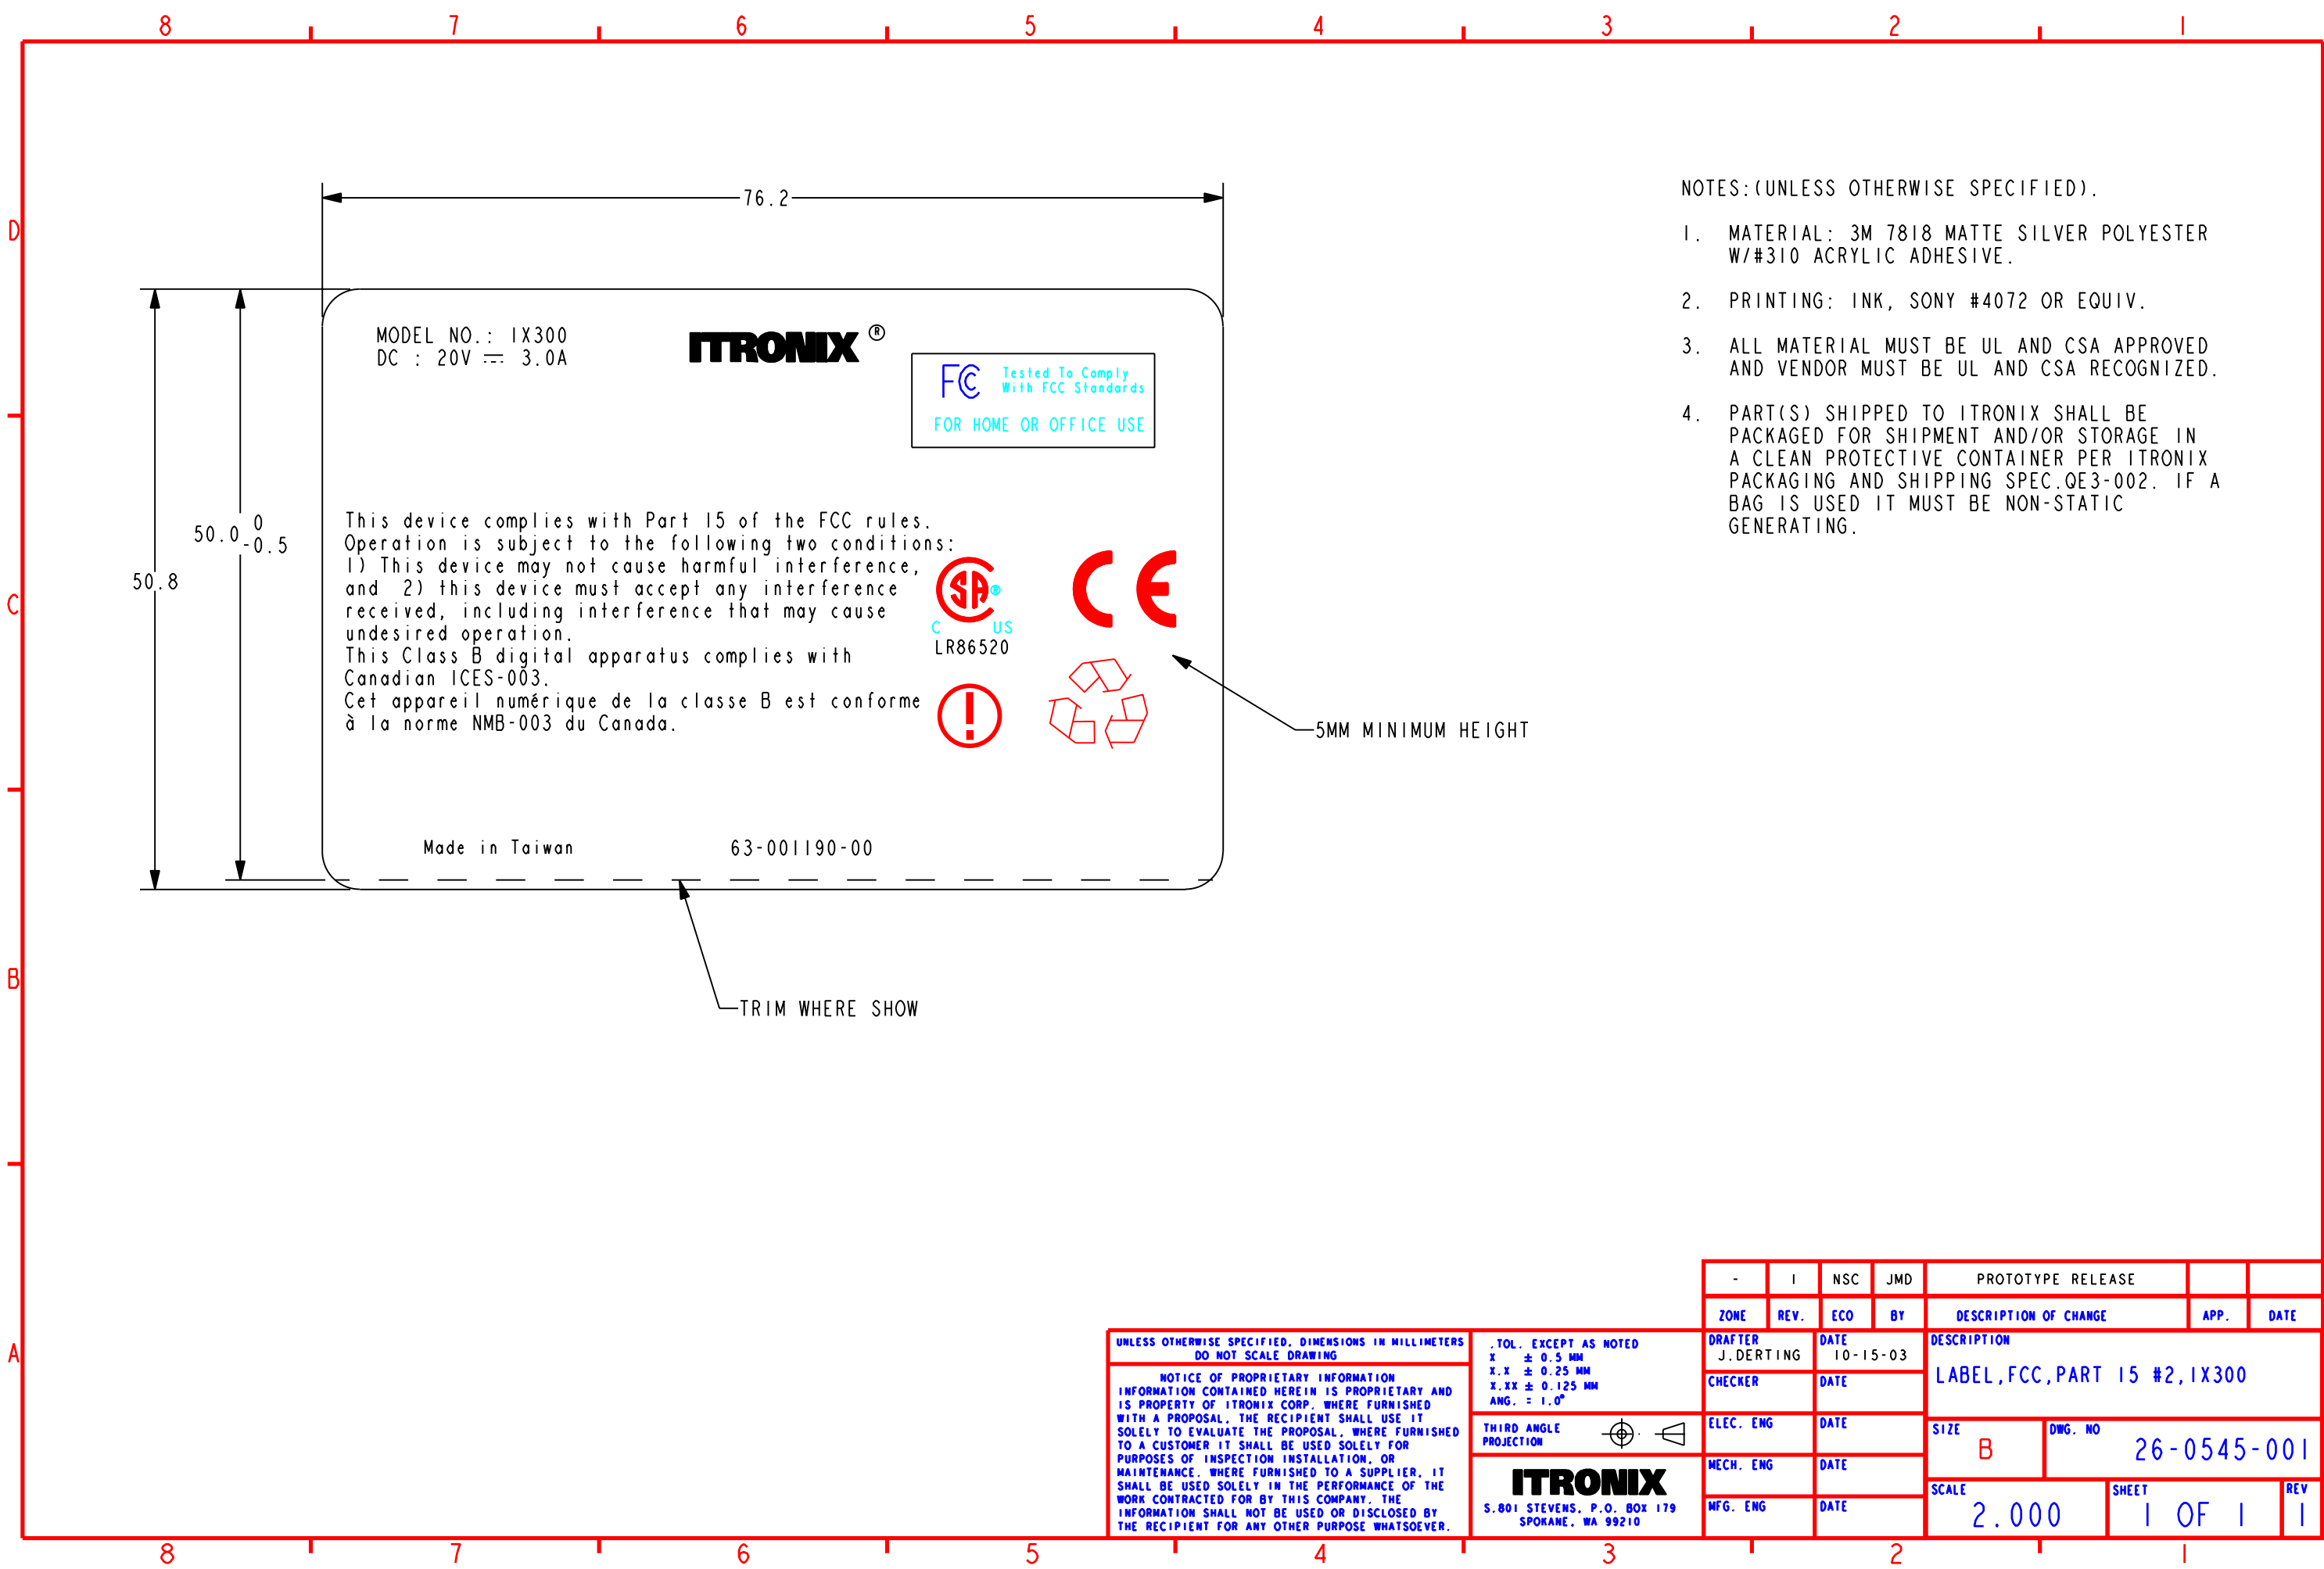 8 7 6 5 4 3 2 1
D
C
B
A
76.2
50.8
50.0 0 -0.5
MODEL NO.: IX300
DC : 20V ⎓ 3.0A
ITRONIX ®
FC Tested To Comply
With FCC Standards
FOR HOME OR OFFICE USE
This device complies with Part 15 of the FCC rules.
Operation is subject to the following two conditions:
1) This device may not cause harmful interference,
and 2) this device must accept any interference
received, including interference that may cause
undesired operation.
This Class B digital apparatus complies with
Canadian ICES-003.
Cet appareil numérique de la classe B est conforme
à la norme NMB-003 du Canada.
SA ®
C US
LR86520
CE
!
5MM MINIMUM HEIGHT
Made in Taiwan 63-001190-00
TRIM WHERE SHOW
NOTES:(UNLESS OTHERWISE SPECIFIED).
1. MATERIAL: 3M 7818 MATTE SILVER POLYESTER
W/#310 ACRYLIC ADHESIVE.
2. PRINTING: INK, SONY #4072 OR EQUIV.
3. ALL MATERIAL MUST BE UL AND CSA APPROVED
AND VENDOR MUST BE UL AND CSA RECOGNIZED.
4. PART(S) SHIPPED TO ITRONIX SHALL BE
PACKAGED FOR SHIPMENT AND/OR STORAGE IN
A CLEAN PROTECTIVE CONTAINER PER ITRONIX
PACKAGING AND SHIPPING SPEC.QE3-002. IF A
BAG IS USED IT MUST BE NON-STATIC
GENERATING.
- 1 NSC JMD PROTOTYPE RELEASE
ZONE REV. ECO BY DESCRIPTION OF CHANGE APP. DATE
UNLESS OTHERWISE SPECIFIED, DIMENSIONS IN MILLIMETERS
DO NOT SCALE DRAWING
NOTICE OF PROPRIETARY INFORMATION
INFORMATION CONTAINED HEREIN IS PROPRIETARY AND
IS PROPERTY OF ITRONIX CORP. WHERE FURNISHED
WITH A PROPOSAL, THE RECIPIENT SHALL USE IT
SOLELY TO EVALUATE THE PROPOSAL, WHERE FURNISHED
TO A CUSTOMER IT SHALL BE USED SOLELY FOR
PURPOSES OF INSPECTION INSTALLATION, OR
MAINTENANCE. WHERE FURNISHED TO A SUPPLIER, IT
SHALL BE USED SOLELY IN THE PERFORMANCE OF THE
WORK CONTRACTED FOR BY THIS COMPANY. THE
INFORMATION SHALL NOT BE USED OR DISCLOSED BY
THE RECIPIENT FOR ANY OTHER PURPOSE WHATSOEVER.
.TOL. EXCEPT AS NOTED
X ± 0.5 MM
X.X ± 0.25 MM
X.XX ± 0.125 MM
ANG. = 1.0°
THIRD ANGLE
PROJECTION
ITRONIX
S.801 STEVENS, P.O. BOX 179
SPOKANE, WA 99210
DRAFTER DATE
J.DERTING 10-15-03
CHECKER DATE
ELEC. ENG DATE
MECH. ENG DATE
MFG. ENG DATE
DESCRIPTION
LABEL,FCC,PART 15 #2,IX300
SIZE DWG. NO
B 26-0545-001
SCALE SHEET REV
2.000 1 OF 1 1
8 7 6 5 4 3 2 1